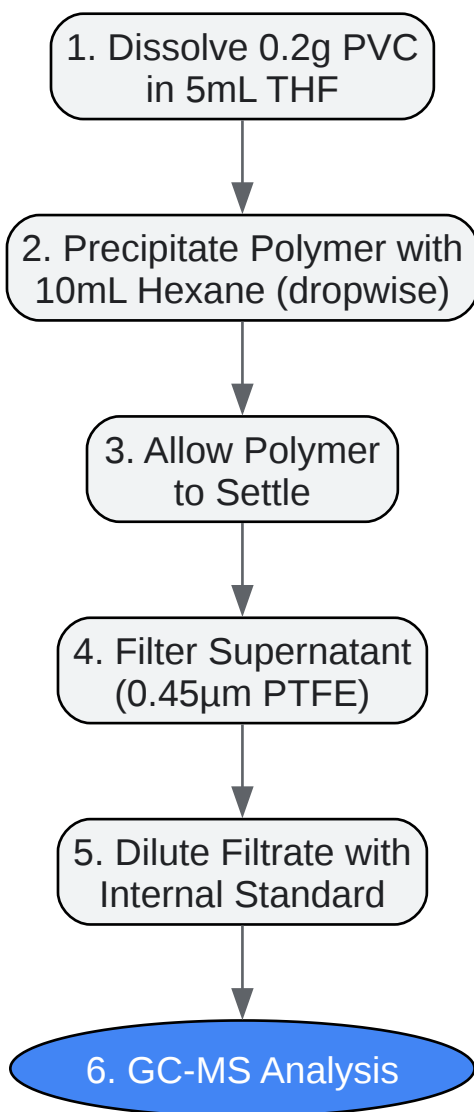 1. Dissolve 0.2g PVC
in 5mL THF
2. Precipitate Polymer with
10mL Hexane (dropwise)
3. Allow Polymer
to Settle
4. Filter Supernatant
(0.45µm PTFE)
5. Dilute Filtrate with
Internal Standard
6. GC-MS Analysis